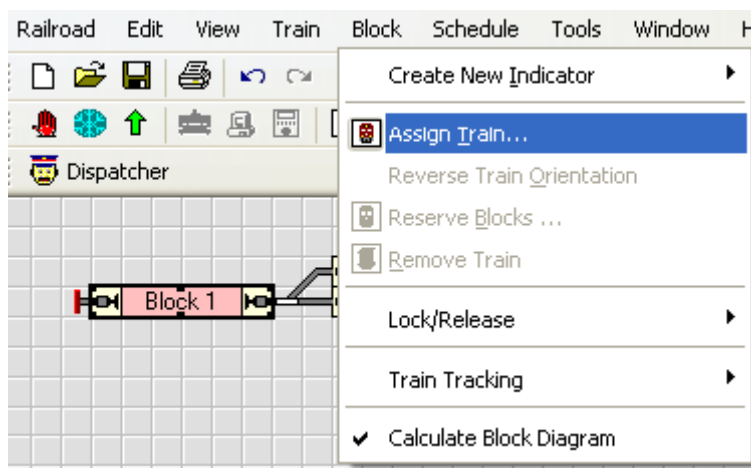 Railroad Edit View Train Block Schedule Tools Window H
Create New Indicator
Assign Train...
Dispatcher
Reverse Train Orientation
Reserve Blocks ...
Remove Train
Block 1
Lock/Release
Train Tracking
Calculate Block Diagram